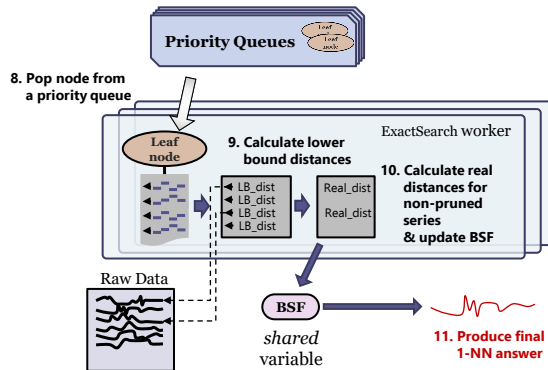 Priority Queues
Leaf
node
Leaf
node
8. Pop node from
a priority queue
ExactSearch worker
Leaf
node
9. Calculate lower
bound distances
LB_dist
LB_dist
LB_dist
LB_dist
Real_dist
Real_dist
10. Calculate real
distances for
non-pruned
series
& update BSF
Raw Data
BSF
shared
variable
11. Produce final
1-NN answer